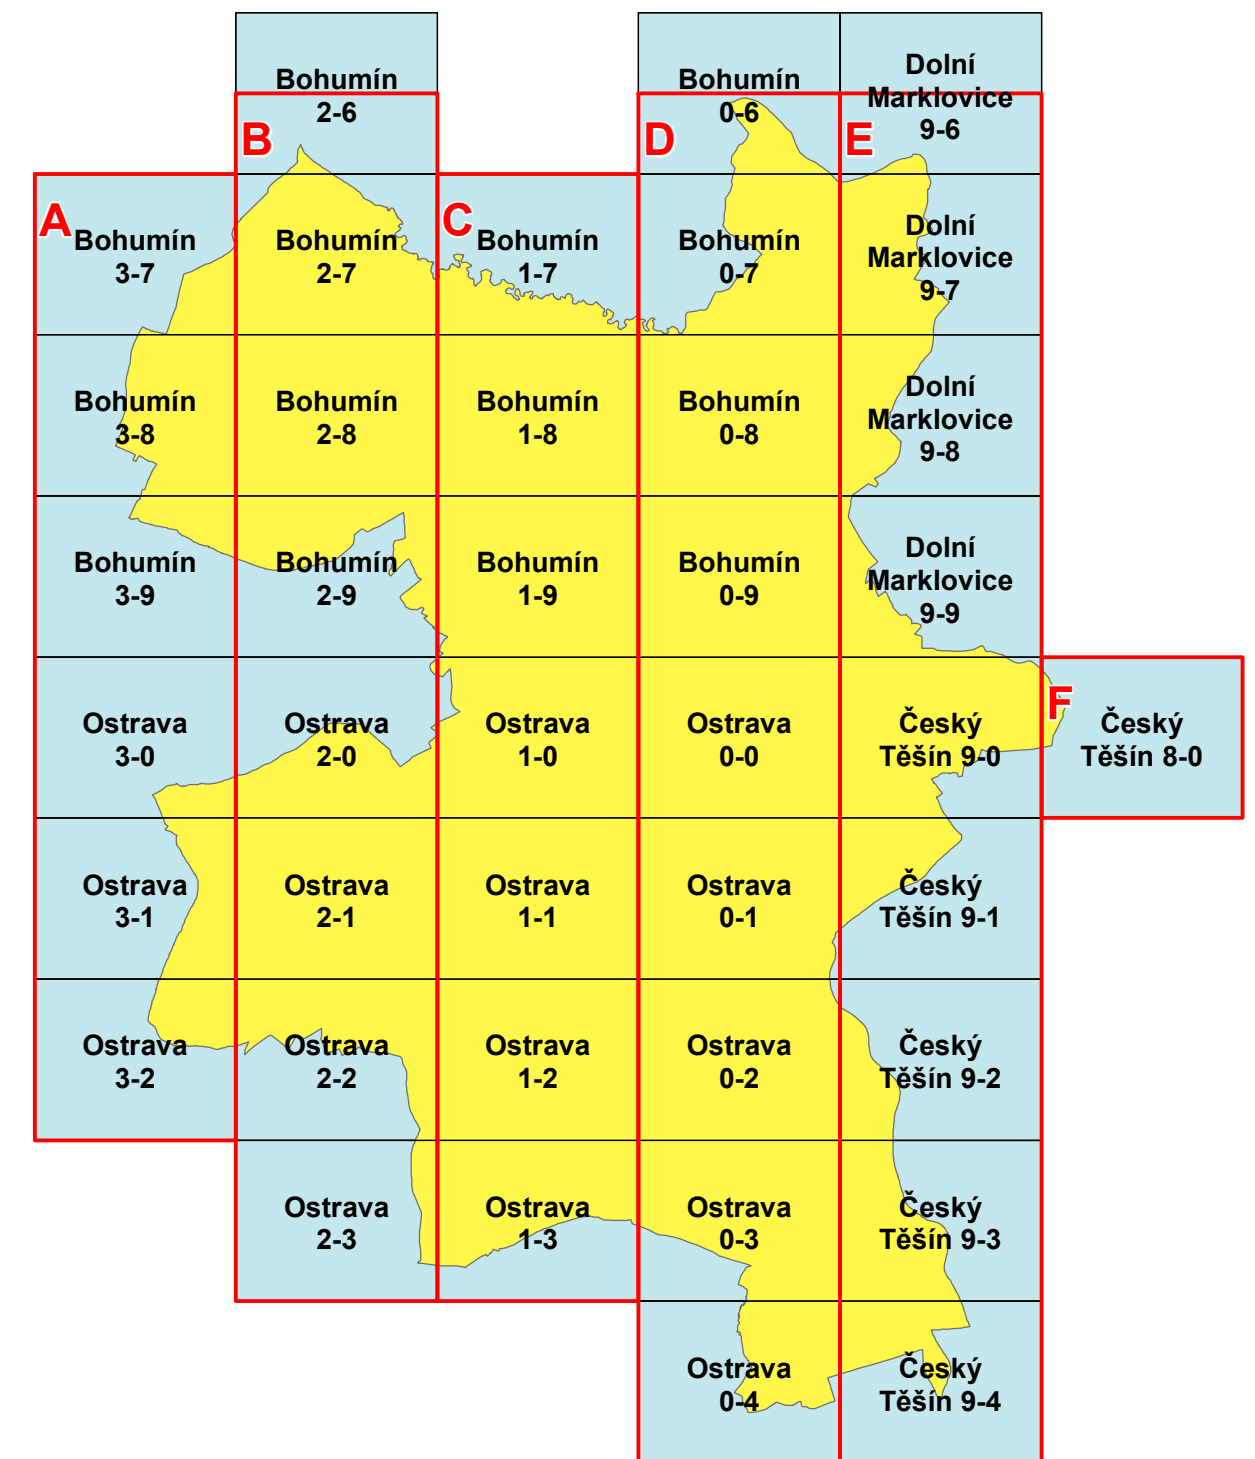 Bohumín
2-6
Bohumín
0-6
Dolní
Marklovice
9-6
B
D
E
A
Bohumín
3-7
Bohumín
2-7
C
Bohumín
1-7
Bohumín
0-7
Dolní
Marklovice
9-7
Bohumín
3-8
Bohumín
2-8
Bohumín
1-8
Bohumín
0-8
Dolní
Marklovice
9-8
Bohumín
3-9
Bohumín
2-9
Bohumín
1-9
Bohumín
0-9
Dolní
Marklovice
9-9
Ostrava
3-0
Ostrava
2-0
Ostrava
1-0
Ostrava
0-0
Český
Těšín 9-0
F
Český
Těšín 8-0
Ostrava
3-1
Ostrava
2-1
Ostrava
1-1
Ostrava
0-1
Český
Těšín 9-1
Ostrava
3-2
Ostrava
2-2
Ostrava
1-2
Ostrava
0-2
Český
Těšín 9-2
Ostrava
2-3
Ostrava
1-3
Ostrava
0-3
Český
Těšín 9-3
Ostrava
0-4
Český
Těšín 9-4